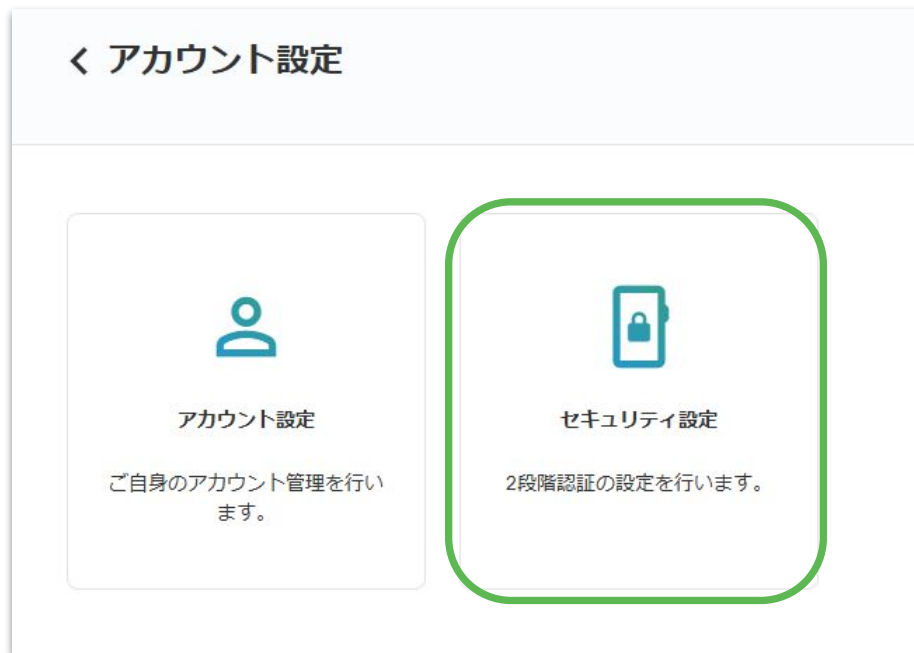 アカウント設定
アカウント設定
ご自身のアカウント管理を行い
ます。
セキュリティ設定
2段階認証の設定を行います。